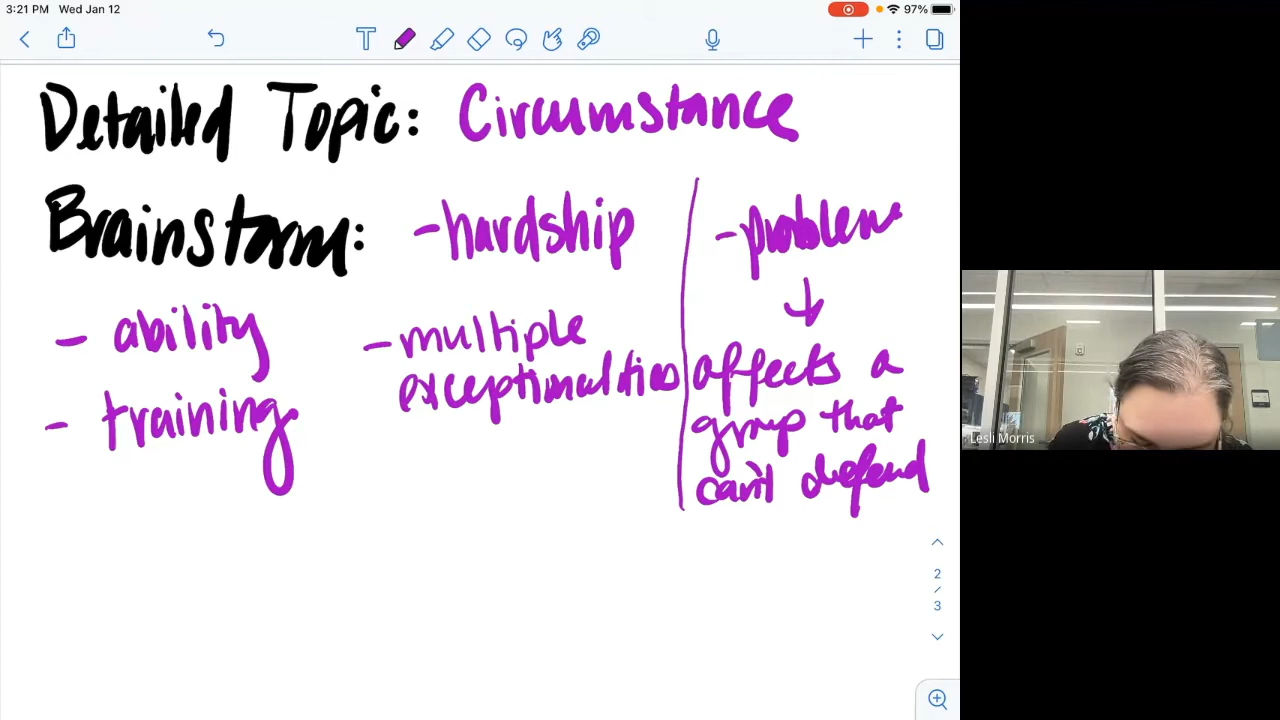 3:21 PM Wed Jan 12
97%
Detailed Topic: Circumstance
Brainstorm:
- hardship
- problem
- ability
- multiple
exceptionalities
- training
affects a
group that
can't defend
Lesli Morris
2
/
3